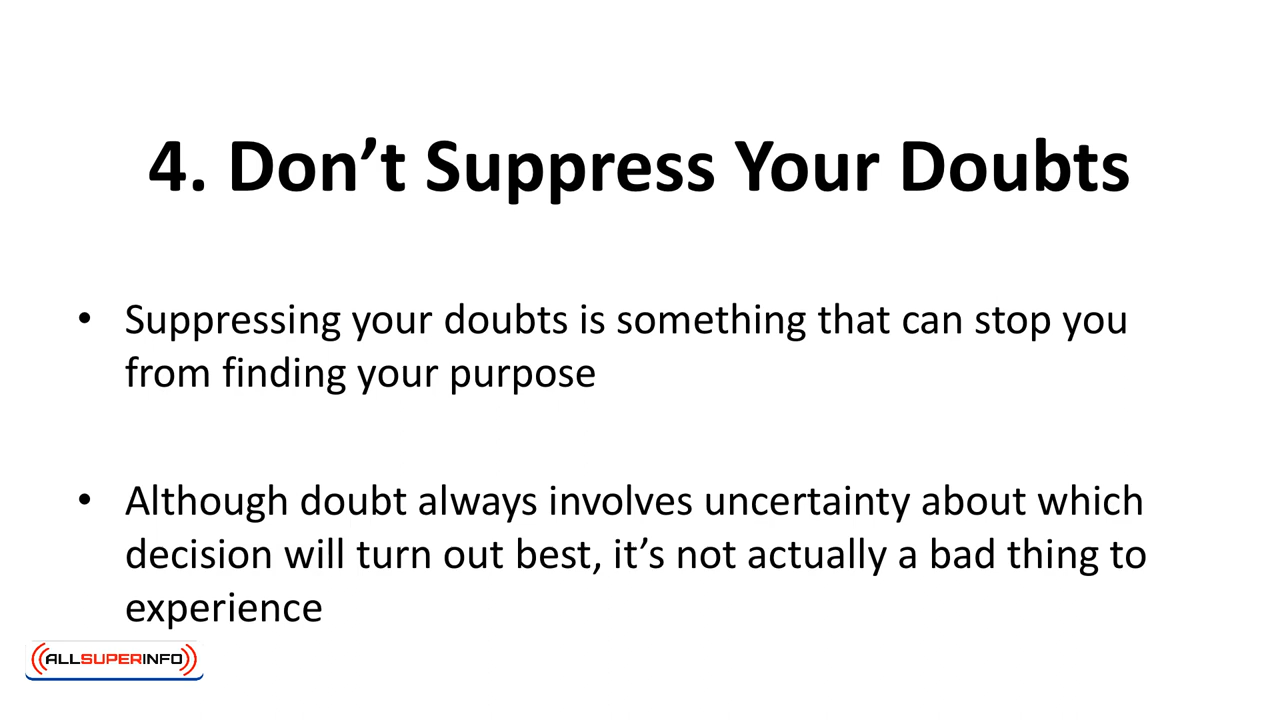 4. Don’t Suppress Your Doubts
• Suppressing your doubts is something that can stop you
from finding your purpose
• Although doubt always involves uncertainty about which
decision will turn out best, it’s not actually a bad thing to
experience
ALLSUPERINFO